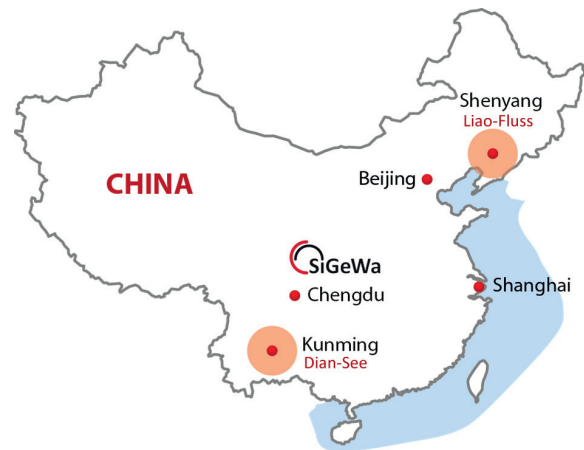 Shenyang
Liao-Fluss
Beijing
CHINA
SiGeWa
Chengdu
Shanghai
Kunming
Dian-See